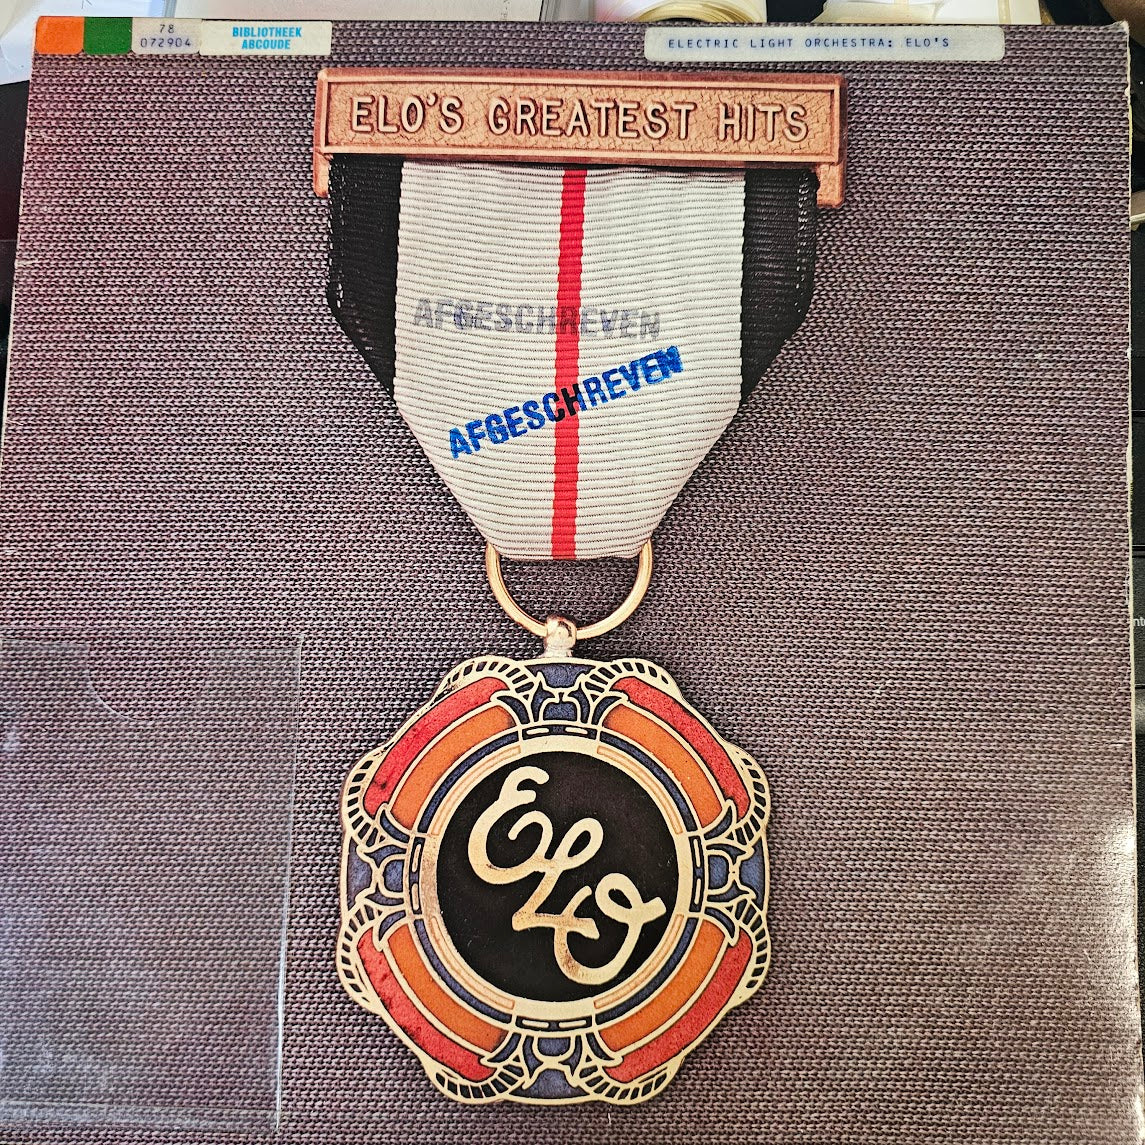 78
072904
BIBLIOTHEEK
ABCOUDE
ELECTRIC LIGHT ORCHESTRA: ELO'S
ELO'S GREATEST HITS
AFGESCHREVEN
AFGESCHREVEN
ELO